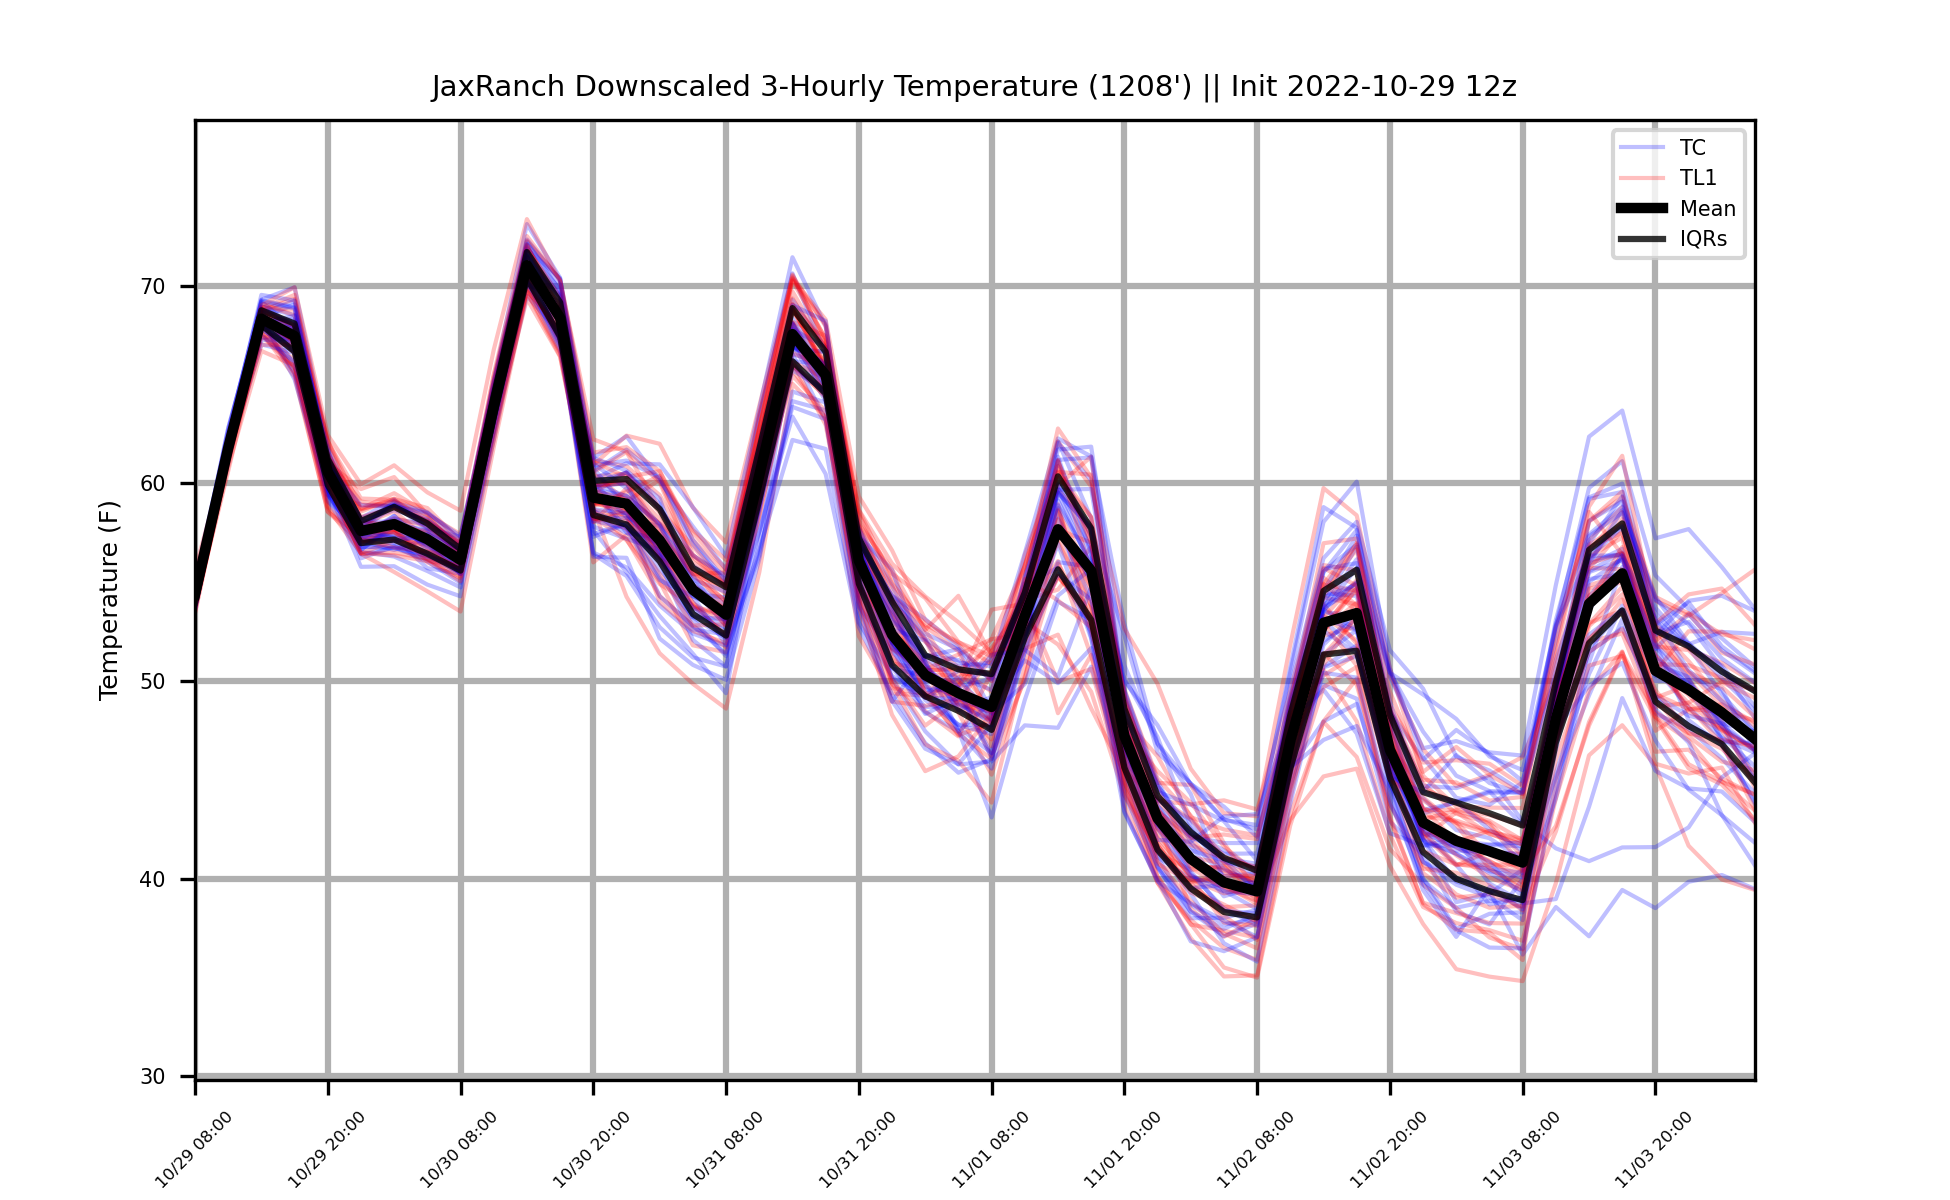 JaxRanch Downscaled 3-Hourly Temperature (1208') || Init 2022-10-29 12z
TC
TL1
Mean
IQRs
Temperature (F)
70
60
50
40
30
10/29 08:00
10/29 20:00
10/30 08:00
10/30 20:00
10/31 08:00
10/31 20:00
11/01 08:00
11/01 20:00
11/02 08:00
11/02 20:00
11/03 08:00
11/03 20:00